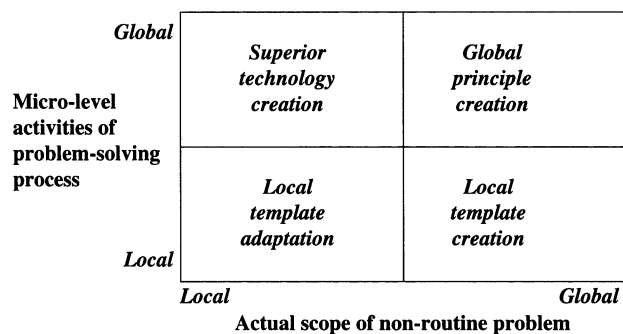 Global
Superior
technology
creation
Global
principle
creation
Micro-level
activities of
problem-solving
process
Local
template
adaptation
Local
template
creation
Local
Local
Global
Actual scope of non-routine problem